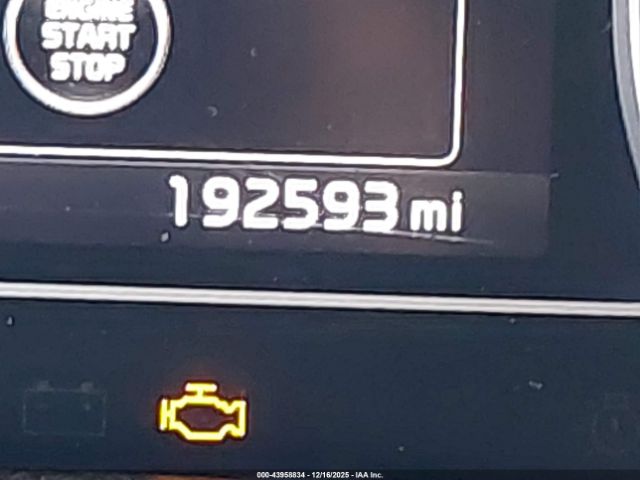 ENGINE
START
STOP
192593 mi
000-43958834 - 12/16/2025 - IAA Inc.